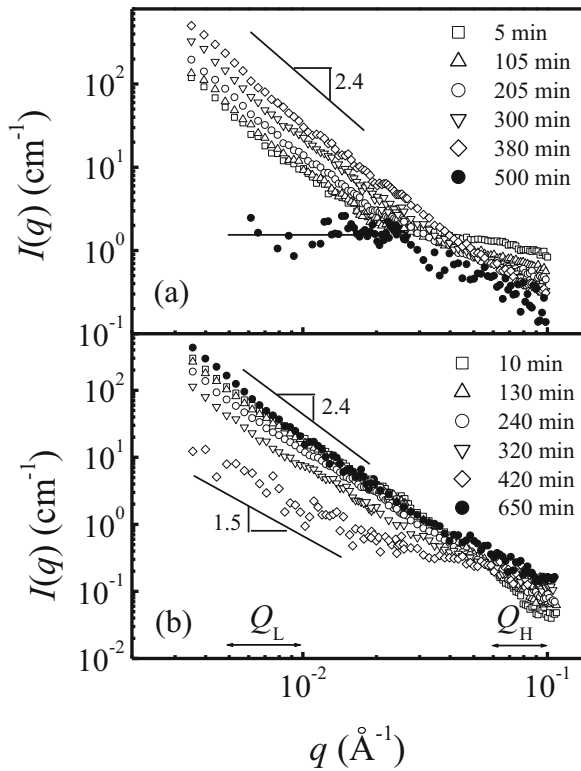 I(q) (cm⁻¹)
10²
10¹
10⁰
10⁻¹
2.4
5 min
105 min
205 min
300 min
380 min
500 min
(a)
I(q) (cm⁻¹)
10²
10¹
10⁰
10⁻¹
10⁻²
2.4
10 min
130 min
240 min
320 min
420 min
650 min
1.5
(b)
Q_L
Q_H
10⁻²
10⁻¹
q (Å⁻¹)